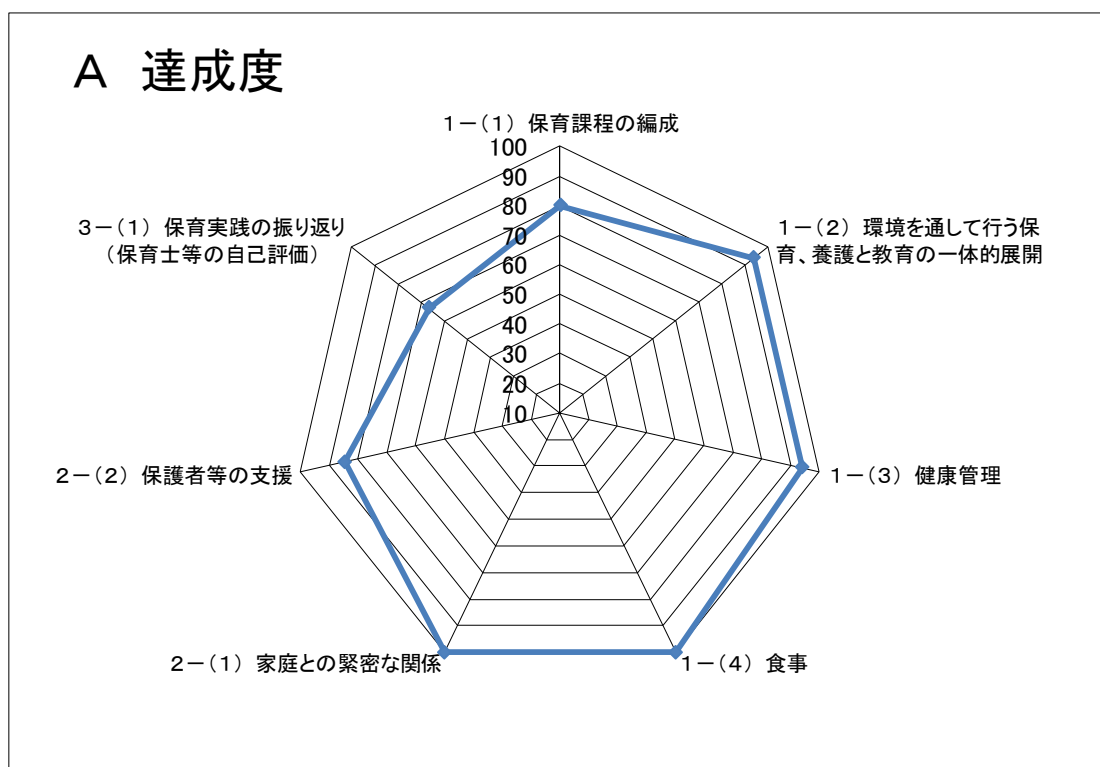 A 達成度
1－(1) 保育課程の編成
100
90
80
70
60
50
40
30
20
10
1－(2) 環境を通して行う保
育、養護と教育の一体的展開
1－(3) 健康管理
1－(4) 食事
2－(1) 家庭との緊密な関係
2－(2) 保護者等の支援
3－(1) 保育実践の振り返り
（保育士等の自己評価）